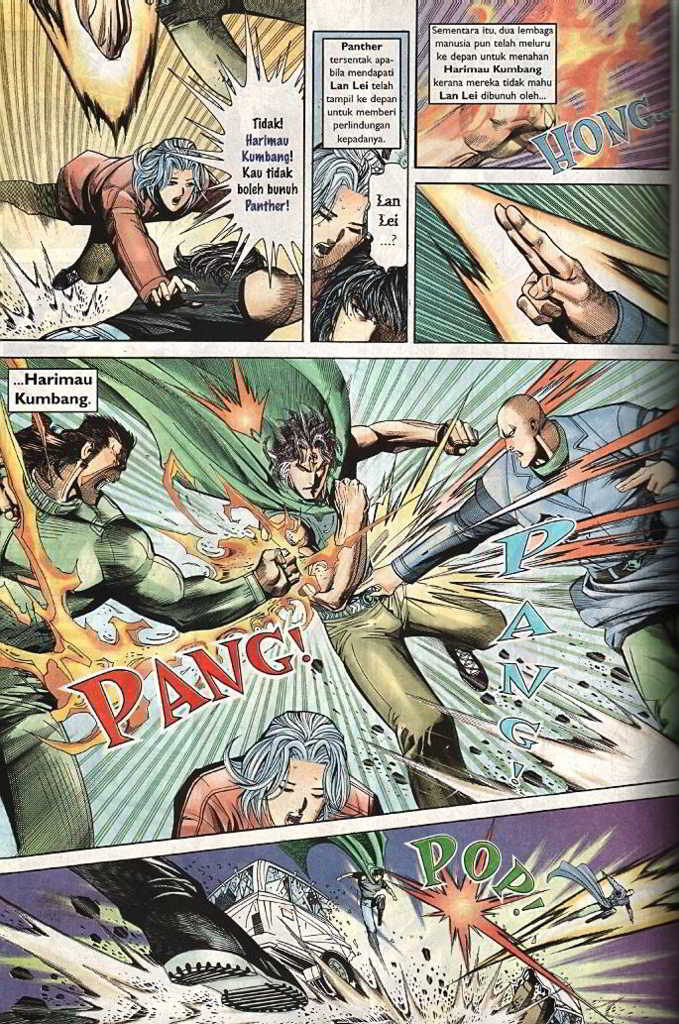 Tidak!
Harimau
Kumbang!
Kau tidak
boleh bunuh
Panther!
Panther
tersentak apa-
bila mendapati
Lan Lei telah
tampil ke depan
untuk memberi
perlindungan
kepadanya.
Lan
Lei
...?
Sementara itu, dua lembaga
manusia pun telah meluru
ke depan untuk menahan
Harimau Kumbang
kerana mereka tidak mahu
Lan Lei dibunuh oleh...
HONG...
...Harimau
Kumbang.
PANG!
PANG!
POP!